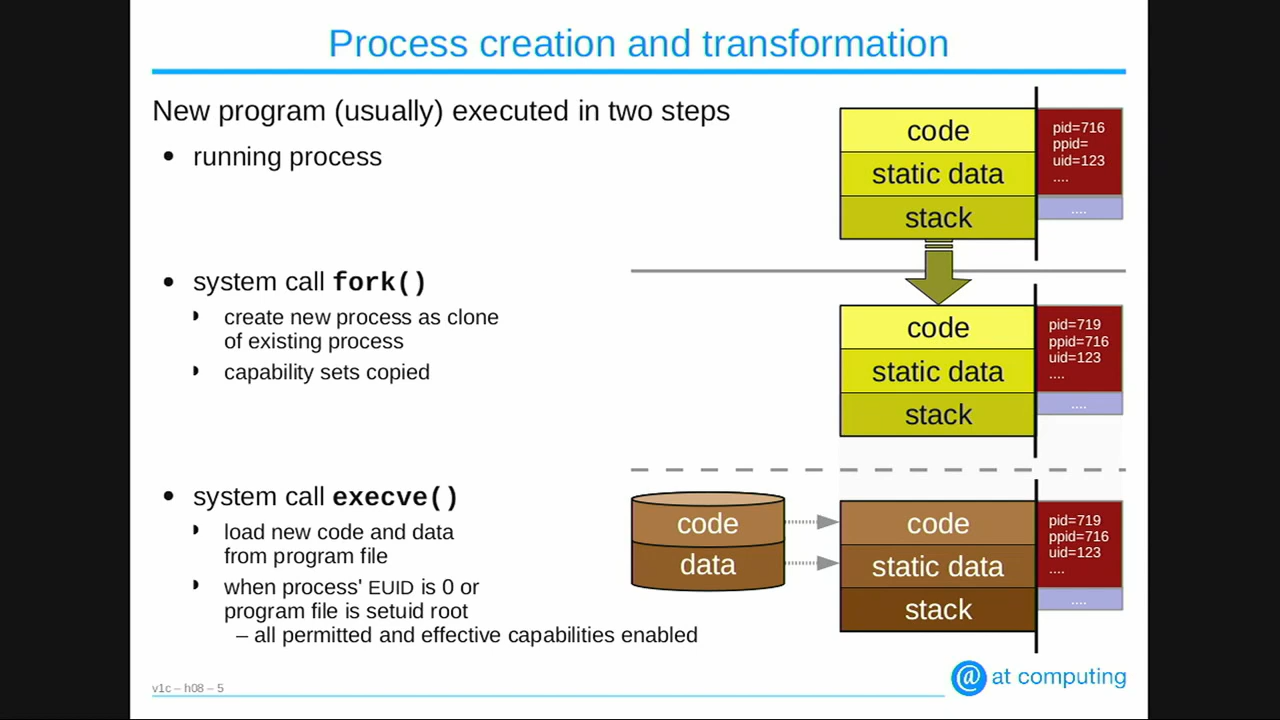 Process creation and transformation
New program (usually) executed in two steps
• running process
code
static data
stack
pid=716
ppid=
uid=123
....
....
• system call fork()
create new process as clone
of existing process
capability sets copied
code
static data
stack
pid=719
ppid=716
uid=123
....
....
• system call execve()
load new code and data
from program file
when process' EUID is 0 or
program file is setuid root
– all permitted and effective capabilities enabled
code
data
code
static data
stack
pid=719
ppid=716
uid=123
....
....
v1c – h08 – 5
@ at computing